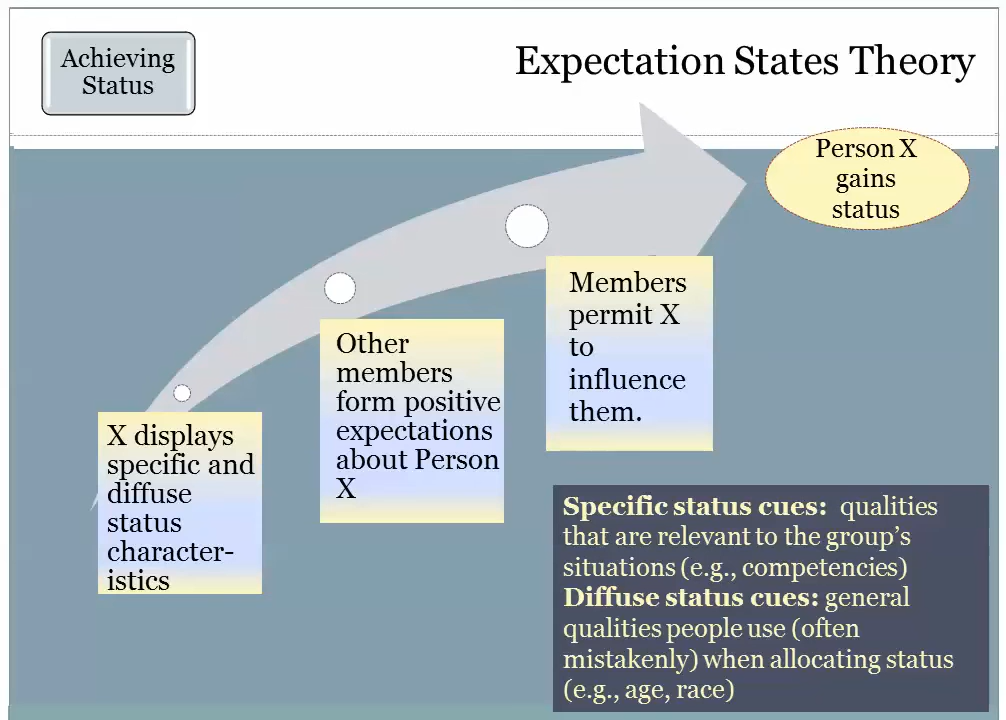 Achieving
Status
Expectation States Theory
Person X
gains
status
Members
permit X
to
influence
them.
Other
members
form positive
expectations
about Person
X
X displays
specific and
diffuse
status
character-
istics
Specific status cues:  qualities
that are relevant to the group’s
situations (e.g., competencies)
Diffuse status cues: general
qualities people use (often
mistakenly) when allocating status
(e.g., age, race)